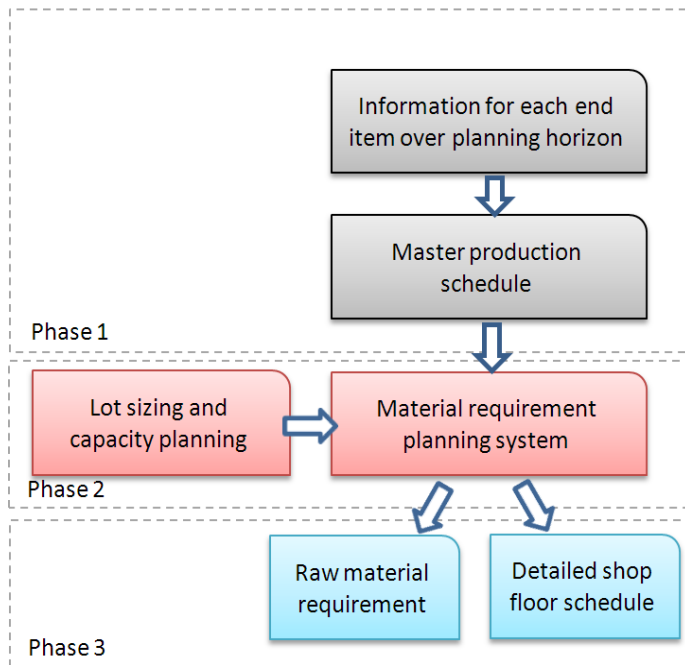 Information for each end
item over planning horizon
Master production
schedule
Phase 1
Lot sizing and
capacity planning
Material requirement
planning system
Phase 2
Raw material
requirement
Detailed shop
floor schedule
Phase 3